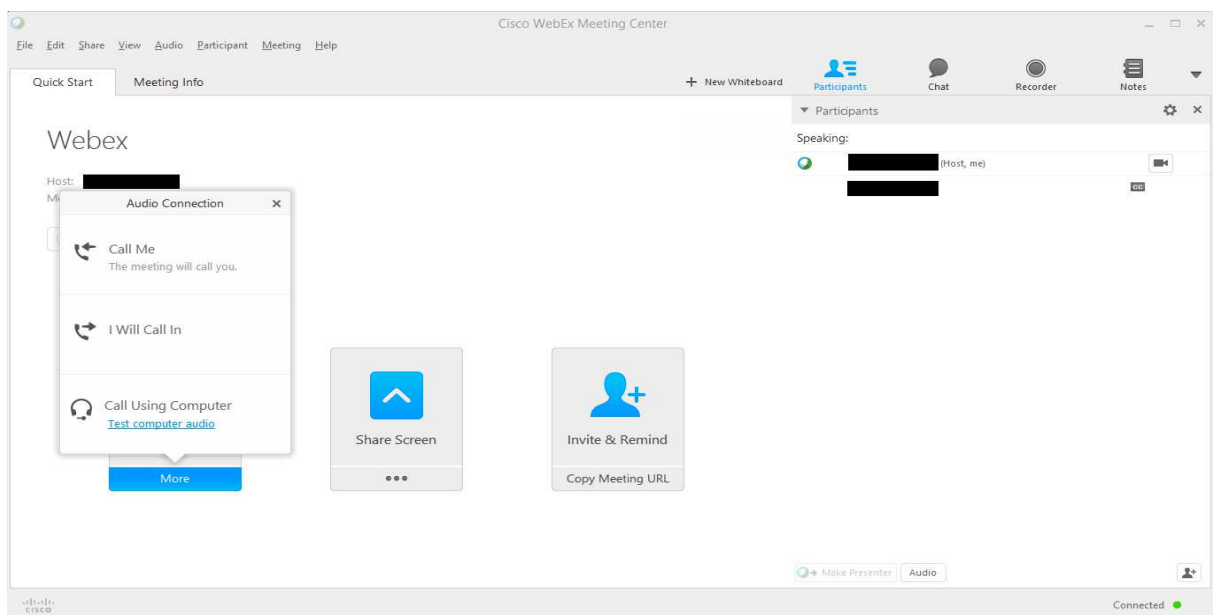 Cisco WebEx Meeting Center
File Edit Share View Audio Participant Meeting Help
Quick Start Meeting Info + New Whiteboard Participants Chat Recorder Notes
Participants
Webex
Speaking:
(Host, me)
Host:
CC
M
Audio Connection
Call Me
The meeting will call you.
I Will Call In
Call Using Computer
Test computer audio
More
Share Screen
Invite & Remind
Copy Meeting URL
Make Presenter Audio
CISCO Connected